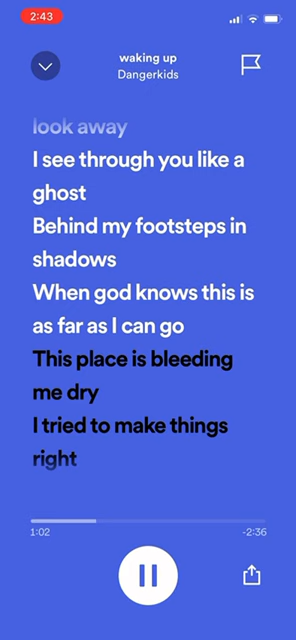 2:43
waking up
Dangerkids
look away
I see through you like a
ghost
Behind my footsteps in
shadows
When god knows this is
as far as I can go
This place is bleeding
me dry
I tried to make things
right
1:02
-2:36